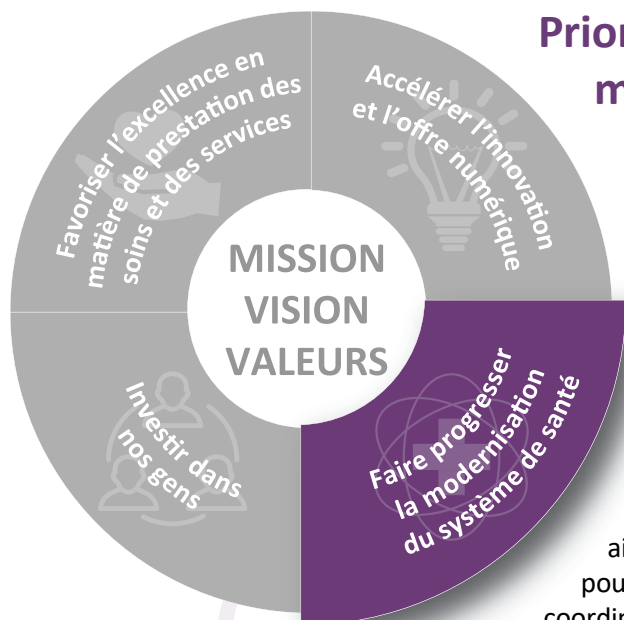 Favoriser l’excellence en
matière de prestation des
soins et des services
Accélérer l’innovation
et l’offre numérique
MISSION
VISION
VALEURS
Investir dans
nos gens
Faire progresser
la modernisation
du système de santé